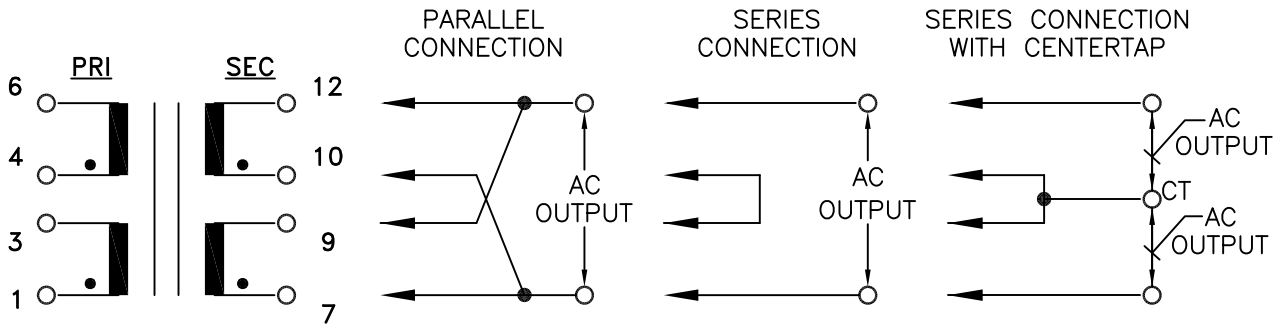 PARALLEL
CONNECTION
SERIES
CONNECTION
SERIES CONNECTION
WITH CENTERTAP
PRI
SEC
6
12
4
10
3
9
1
7
AC
OUTPUT
AC
OUTPUT
AC
OUTPUT
CT
AC
OUTPUT